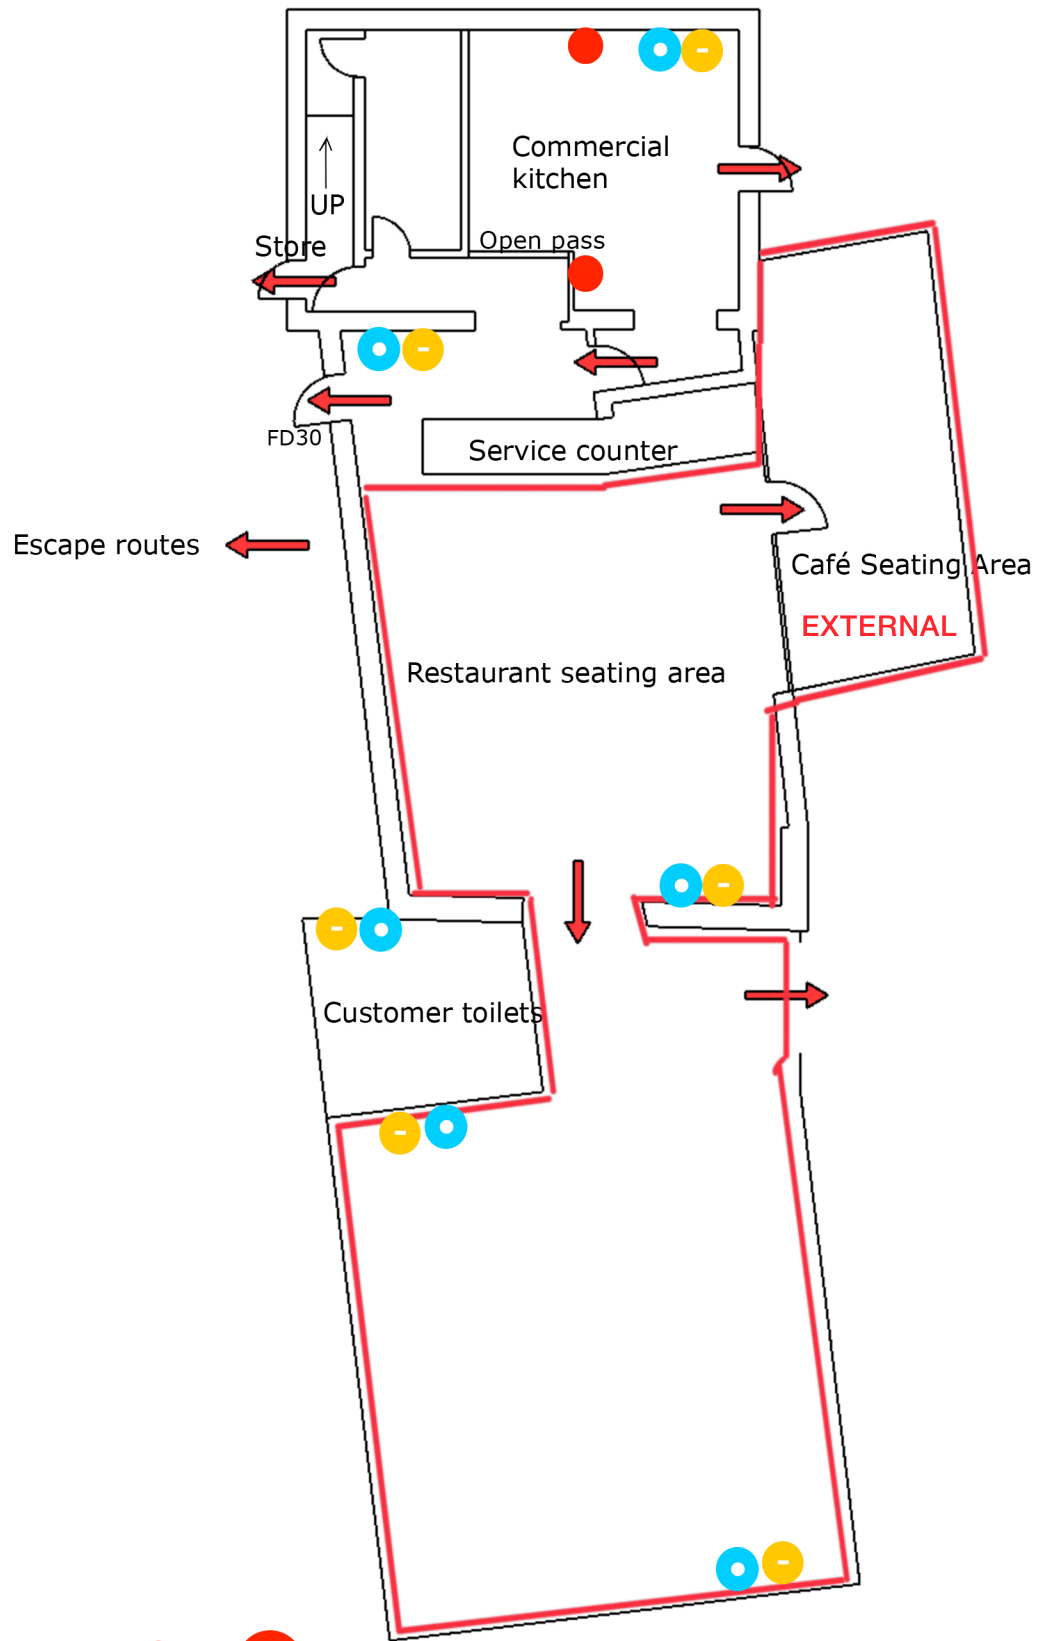 Commercial
kitchen
UP
Open pass
Store
FD30
Service counter
Escape routes
Café Seating Area
EXTERNAL
Restaurant seating area
Customer toilets